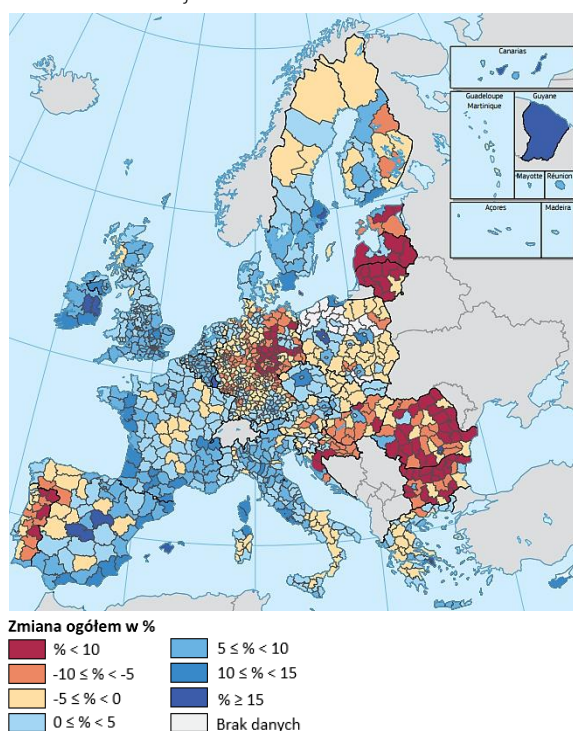 Canarias
Guadeloupe
Martinique
Guyane
Mayotte
Réunion
Açores
Madeira
Zmiana ogółem w %
% < 10
-10 ≤ % < -5
-5 ≤ % < 0
0 ≤ % < 5
5 ≤ % < 10
10 ≤ % < 15
% ≥ 15
Brak danych